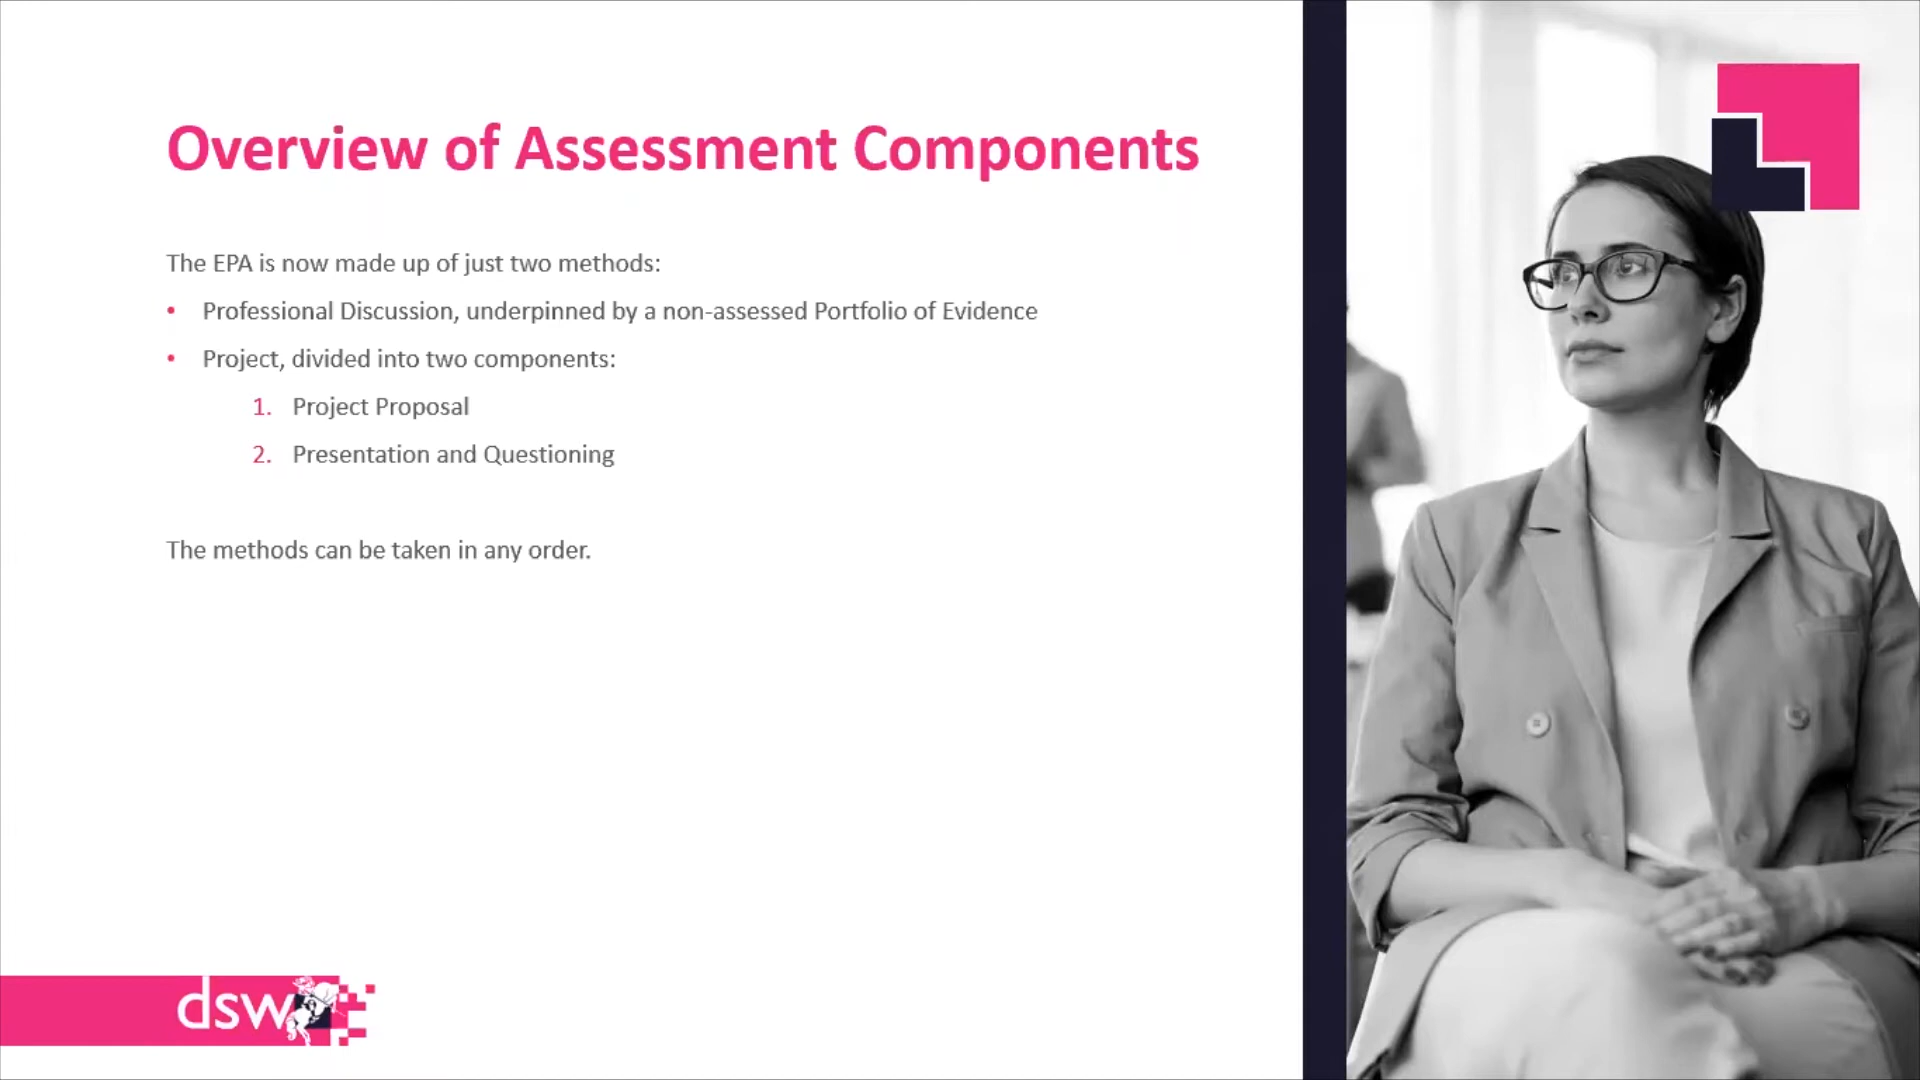 Overview of Assessment Components
The EPA is now made up of just two methods:
• Professional Discussion, underpinned by a non-assessed Portfolio of Evidence
• Project, divided into two components:
1. Project Proposal
2. Presentation and Questioning
The methods can be taken in any order.
dsw